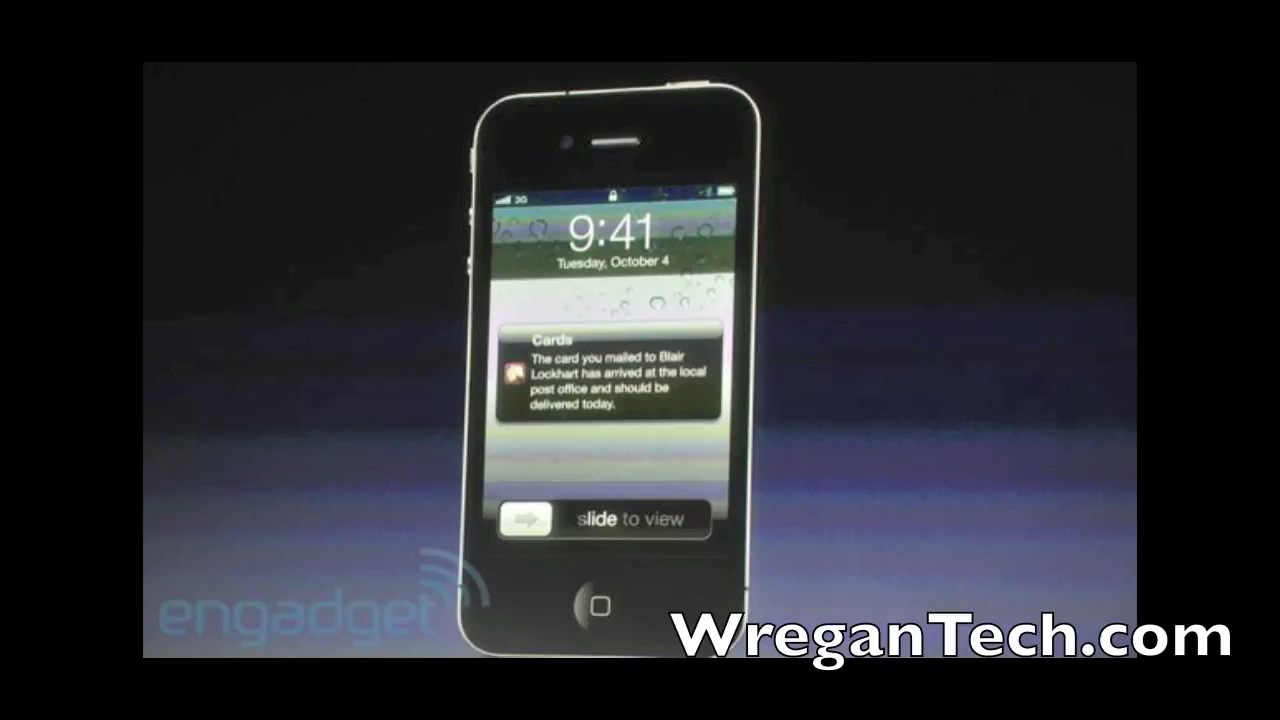 3G
9:41
Tuesday, October 4
Cards
The card you mailed to Blair
Lockhart has arrived at the local
post office and should be
delivered today.
slide to view
engadget
WreganTech.com